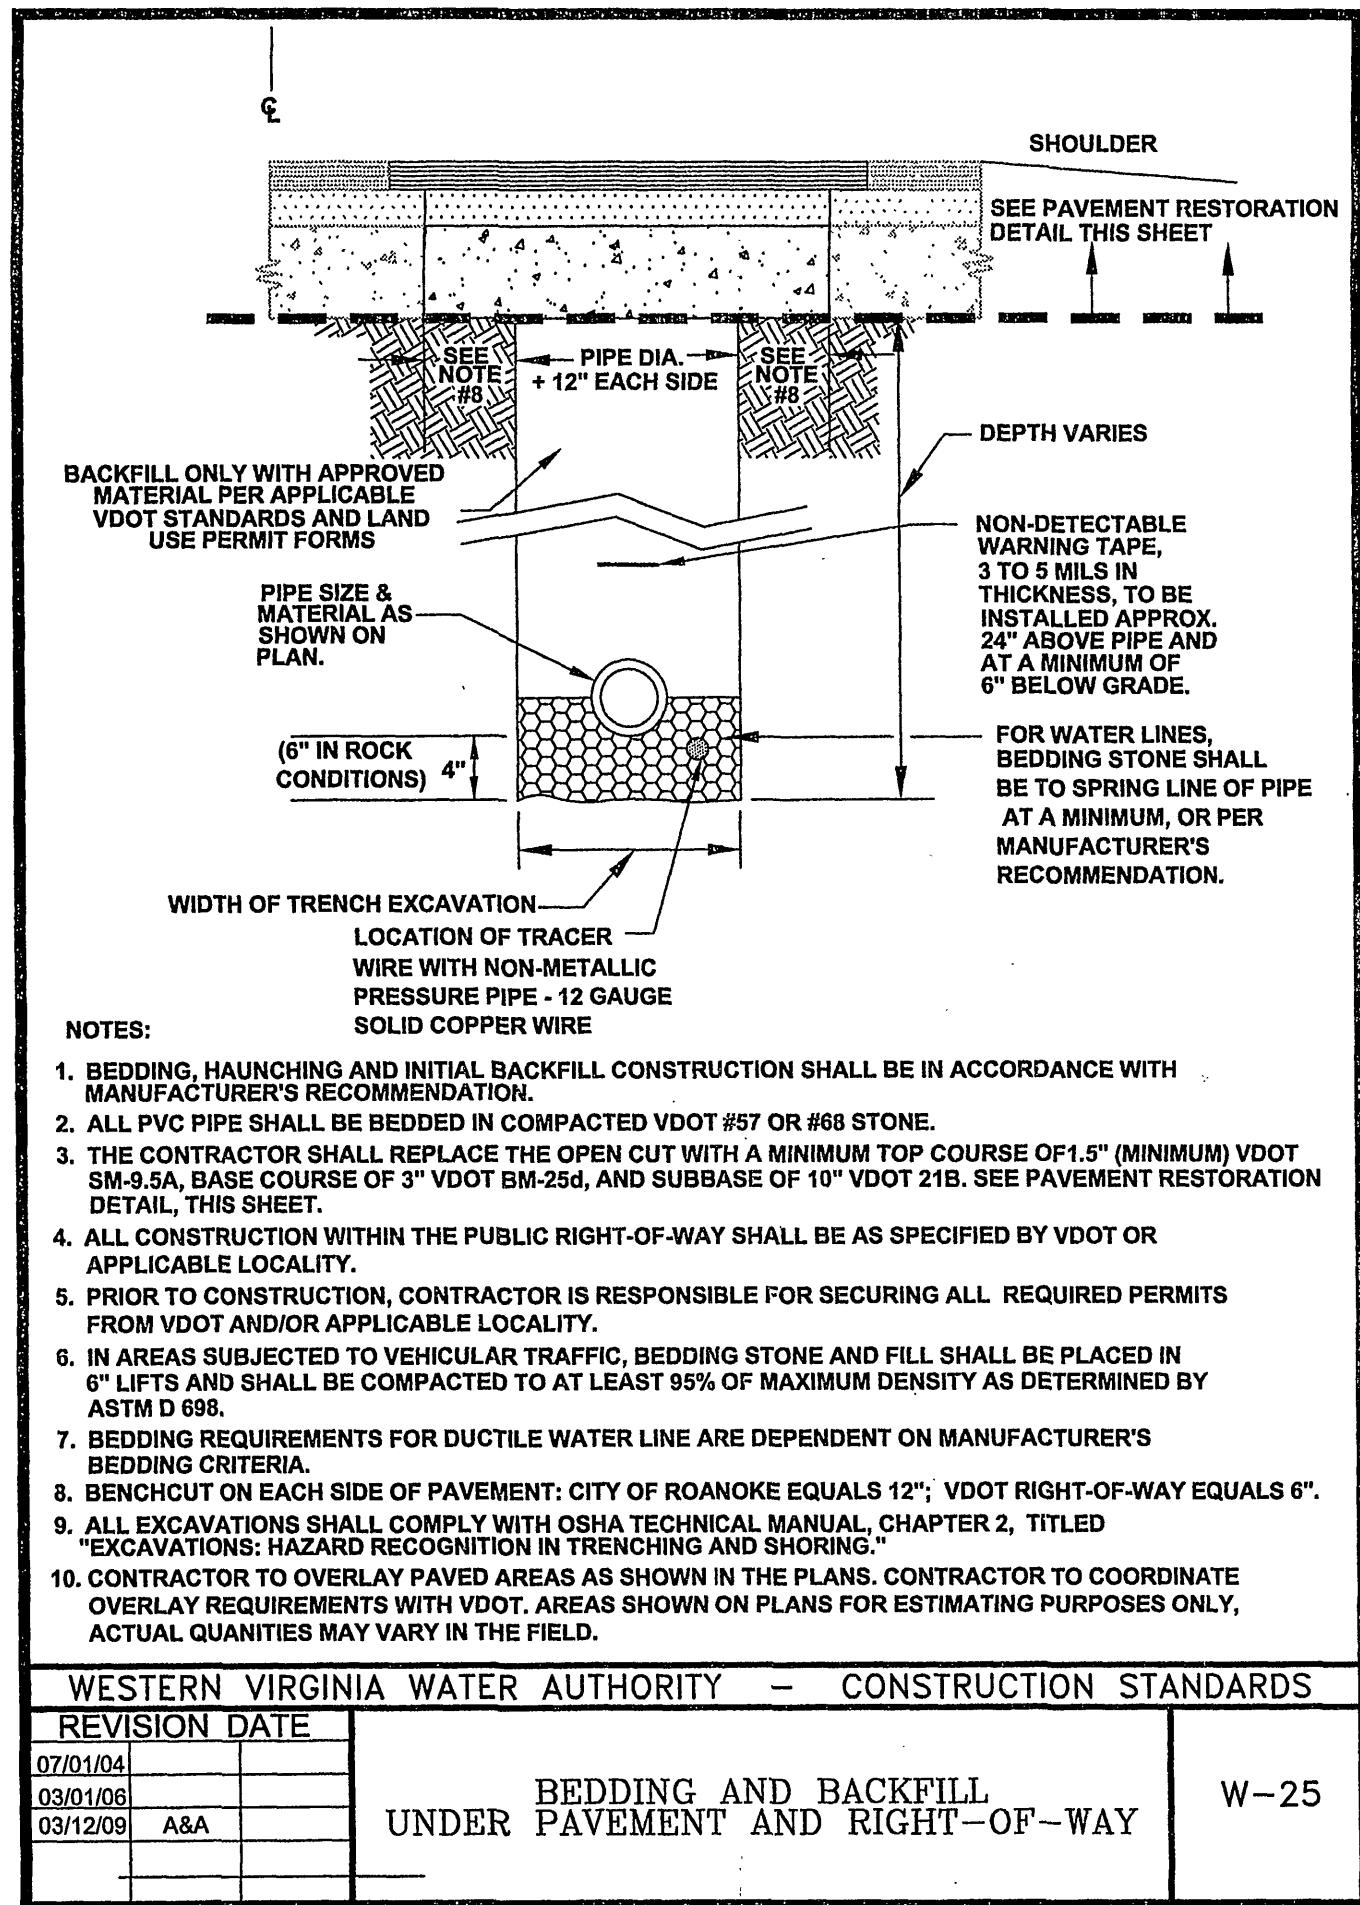 ℄
SHOULDER
SEE PAVEMENT RESTORATION
DETAIL THIS SHEET
SEE
NOTE
#8
PIPE DIA.
+ 12" EACH SIDE
SEE
NOTE
#8
DEPTH VARIES
BACKFILL ONLY WITH APPROVED
MATERIAL PER APPLICABLE
VDOT STANDARDS AND LAND
USE PERMIT FORMS
NON-DETECTABLE
WARNING TAPE,
3 TO 5 MILS IN
THICKNESS, TO BE
INSTALLED APPROX.
24" ABOVE PIPE AND
AT A MINIMUM OF
6" BELOW GRADE.
PIPE SIZE &
MATERIAL AS
SHOWN ON
PLAN.
(6" IN ROCK
CONDITIONS) 4"
FOR WATER LINES,
BEDDING STONE SHALL
BE TO SPRING LINE OF PIPE
AT A MINIMUM, OR PER
MANUFACTURER'S
RECOMMENDATION.
WIDTH OF TRENCH EXCAVATION
LOCATION OF TRACER
WIRE WITH NON-METALLIC
PRESSURE PIPE - 12 GAUGE
SOLID COPPER WIRE
NOTES:
1. BEDDING, HAUNCHING AND INITIAL BACKFILL CONSTRUCTION SHALL BE IN ACCORDANCE WITH
MANUFACTURER'S RECOMMENDATION.
2. ALL PVC PIPE SHALL BE BEDDED IN COMPACTED VDOT #57 OR #68 STONE.
3. THE CONTRACTOR SHALL REPLACE THE OPEN CUT WITH A MINIMUM TOP COURSE OF1.5" (MINIMUM) VDOT
SM-9.5A, BASE COURSE OF 3" VDOT BM-25d, AND SUBBASE OF 10" VDOT 21B. SEE PAVEMENT RESTORATION
DETAIL, THIS SHEET.
4. ALL CONSTRUCTION WITHIN THE PUBLIC RIGHT-OF-WAY SHALL BE AS SPECIFIED BY VDOT OR
APPLICABLE LOCALITY.
5. PRIOR TO CONSTRUCTION, CONTRACTOR IS RESPONSIBLE FOR SECURING ALL REQUIRED PERMITS
FROM VDOT AND/OR APPLICABLE LOCALITY.
6. IN AREAS SUBJECTED TO VEHICULAR TRAFFIC, BEDDING STONE AND FILL SHALL BE PLACED IN
6" LIFTS AND SHALL BE COMPACTED TO AT LEAST 95% OF MAXIMUM DENSITY AS DETERMINED BY
ASTM D 698.
7. BEDDING REQUIREMENTS FOR DUCTILE WATER LINE ARE DEPENDENT ON MANUFACTURER'S
BEDDING CRITERIA.
8. BENCHCUT ON EACH SIDE OF PAVEMENT: CITY OF ROANOKE EQUALS 12"; VDOT RIGHT-OF-WAY EQUALS 6".
9. ALL EXCAVATIONS SHALL COMPLY WITH OSHA TECHNICAL MANUAL, CHAPTER 2, TITLED
"EXCAVATIONS: HAZARD RECOGNITION IN TRENCHING AND SHORING."
10. CONTRACTOR TO OVERLAY PAVED AREAS AS SHOWN IN THE PLANS. CONTRACTOR TO COORDINATE
OVERLAY REQUIREMENTS WITH VDOT. AREAS SHOWN ON PLANS FOR ESTIMATING PURPOSES ONLY,
ACTUAL QUANITIES MAY VARY IN THE FIELD.
WESTERN VIRGINIA WATER AUTHORITY - CONSTRUCTION STANDARDS
REVISION DATE
07/01/04
03/01/06
03/12/09 A&A
BEDDING AND BACKFILL
UNDER PAVEMENT AND RIGHT-OF-WAY
W-25